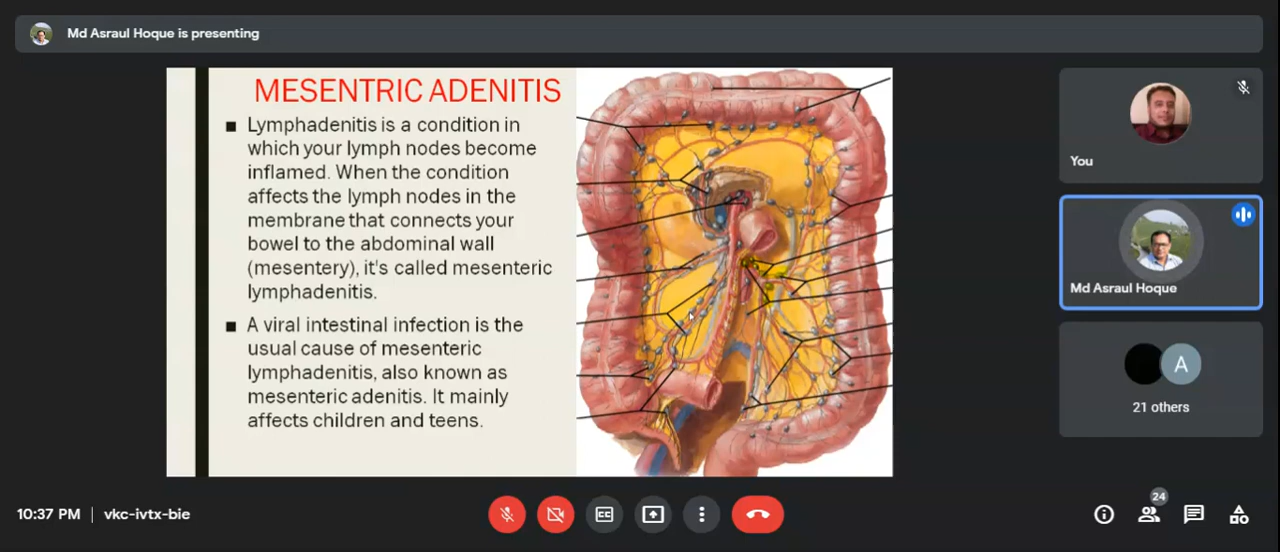 Md Asraul Hoque is presenting
MESENTRIC ADENITIS
■ Lymphadenitis is a condition in
which your lymph nodes become
inflamed. When the condition
affects the lymph nodes in the
membrane that connects your
bowel to the abdominal wall
(mesentery), it's called mesenteric
lymphadenitis.
■ A viral intestinal infection is the
usual cause of mesenteric
lymphadenitis, also known as
mesenteric adenitis. It mainly
affects children and teens.
You
Md Asraul Hoque
A
21 others
10:37 PM | vkc-ivtx-bie
CC
24